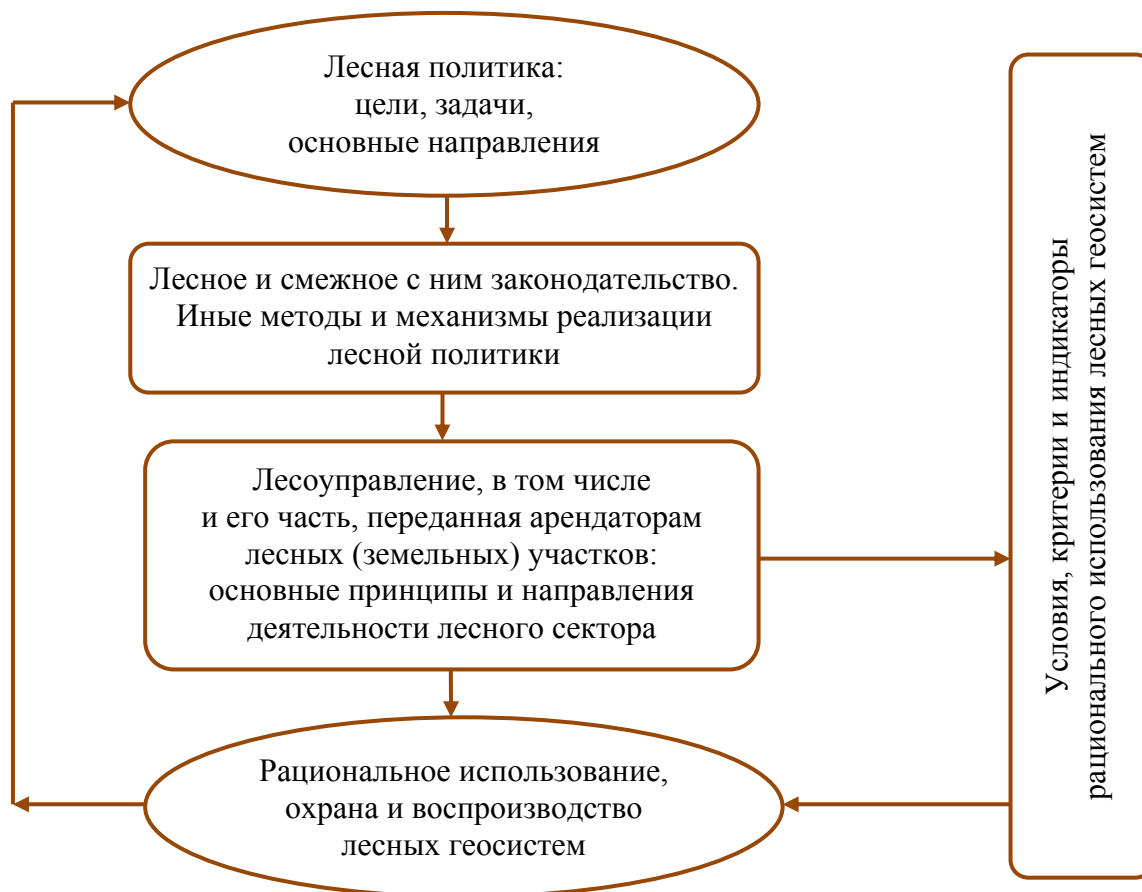 Лесная политика:
цели, задачи,
основные направления
Лесное и смежное с ним законодательство.
Иные методы и механизмы реализации
лесной политики
Лесоуправление, в том числе
и его часть, переданная арендаторам
лесных (земельных) участков:
основные принципы и направления
деятельности лесного сектора
Рациональное использование,
охрана и воспроизводство
лесных геосистем
Условия, критерии и индикаторы
рационального использования лесных геосистем